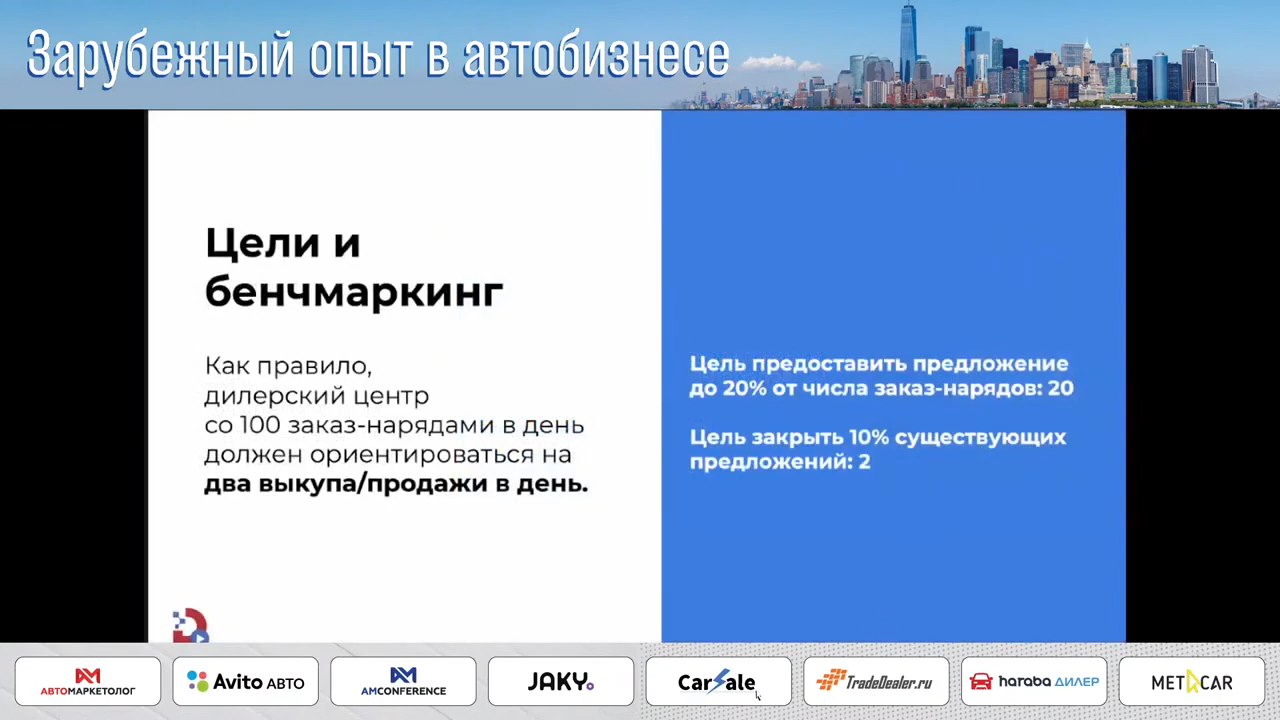 Зарубежный опыт в автобизнесе
Цели и
бенчмаркинг
Как правило,
дилерский центр
со 100 заказ-нарядами в день
должен ориентироваться на
два выкупа/продажи в день.
Цель предоставить предложение
до 20% от числа заказ-нарядов: 20
Цель закрыть 10% существующих
предложений: 2
АВТОМАРКЕТОЛОГ
Avito АВТО
AMCONFERENCE
JAKY
CarSale
TradeDealer.ru
haraba ДИЛЕР
METACAR